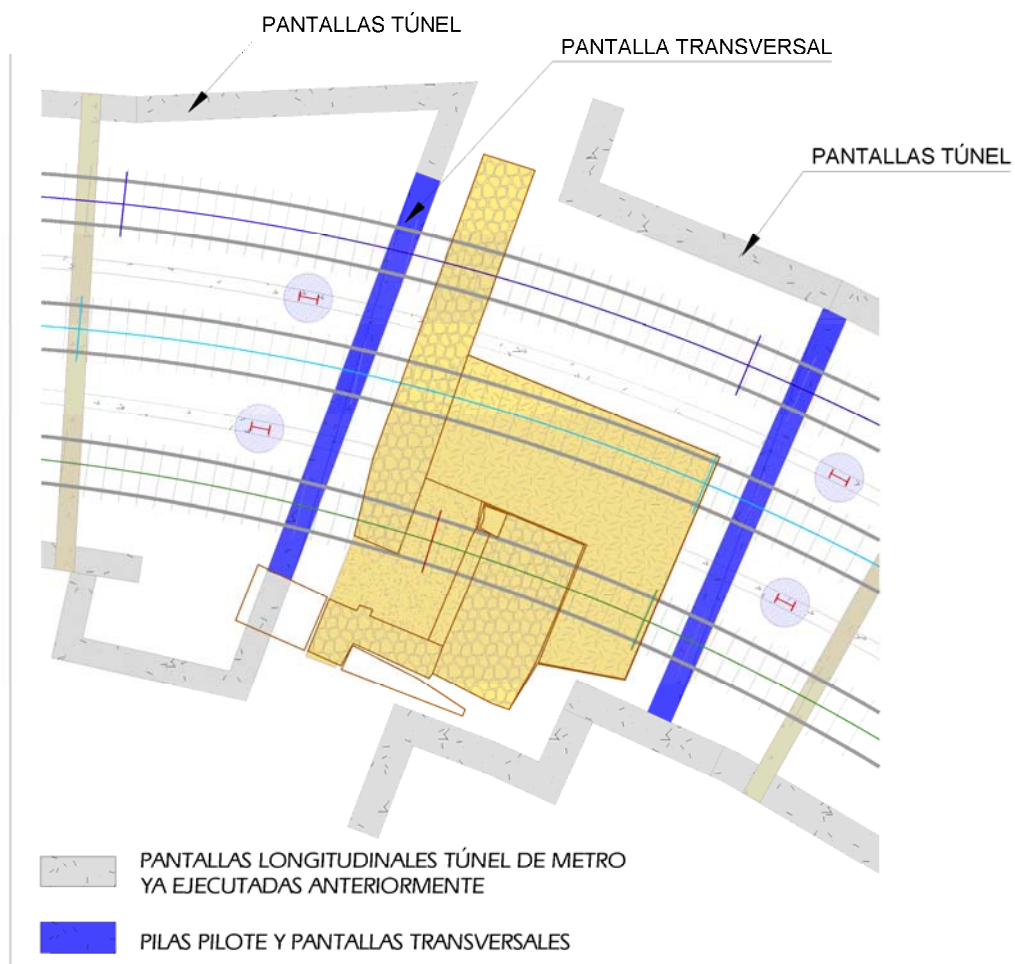 PANTALLAS TÚNEL
PANTALLA TRANSVERSAL
PANTALLAS TÚNEL
PANTALLAS LONGITUDINALES TÚNEL DE METRO
YA EJECUTADAS ANTERIORMENTE
PILAS PILOTE Y PANTALLAS TRANSVERSALES